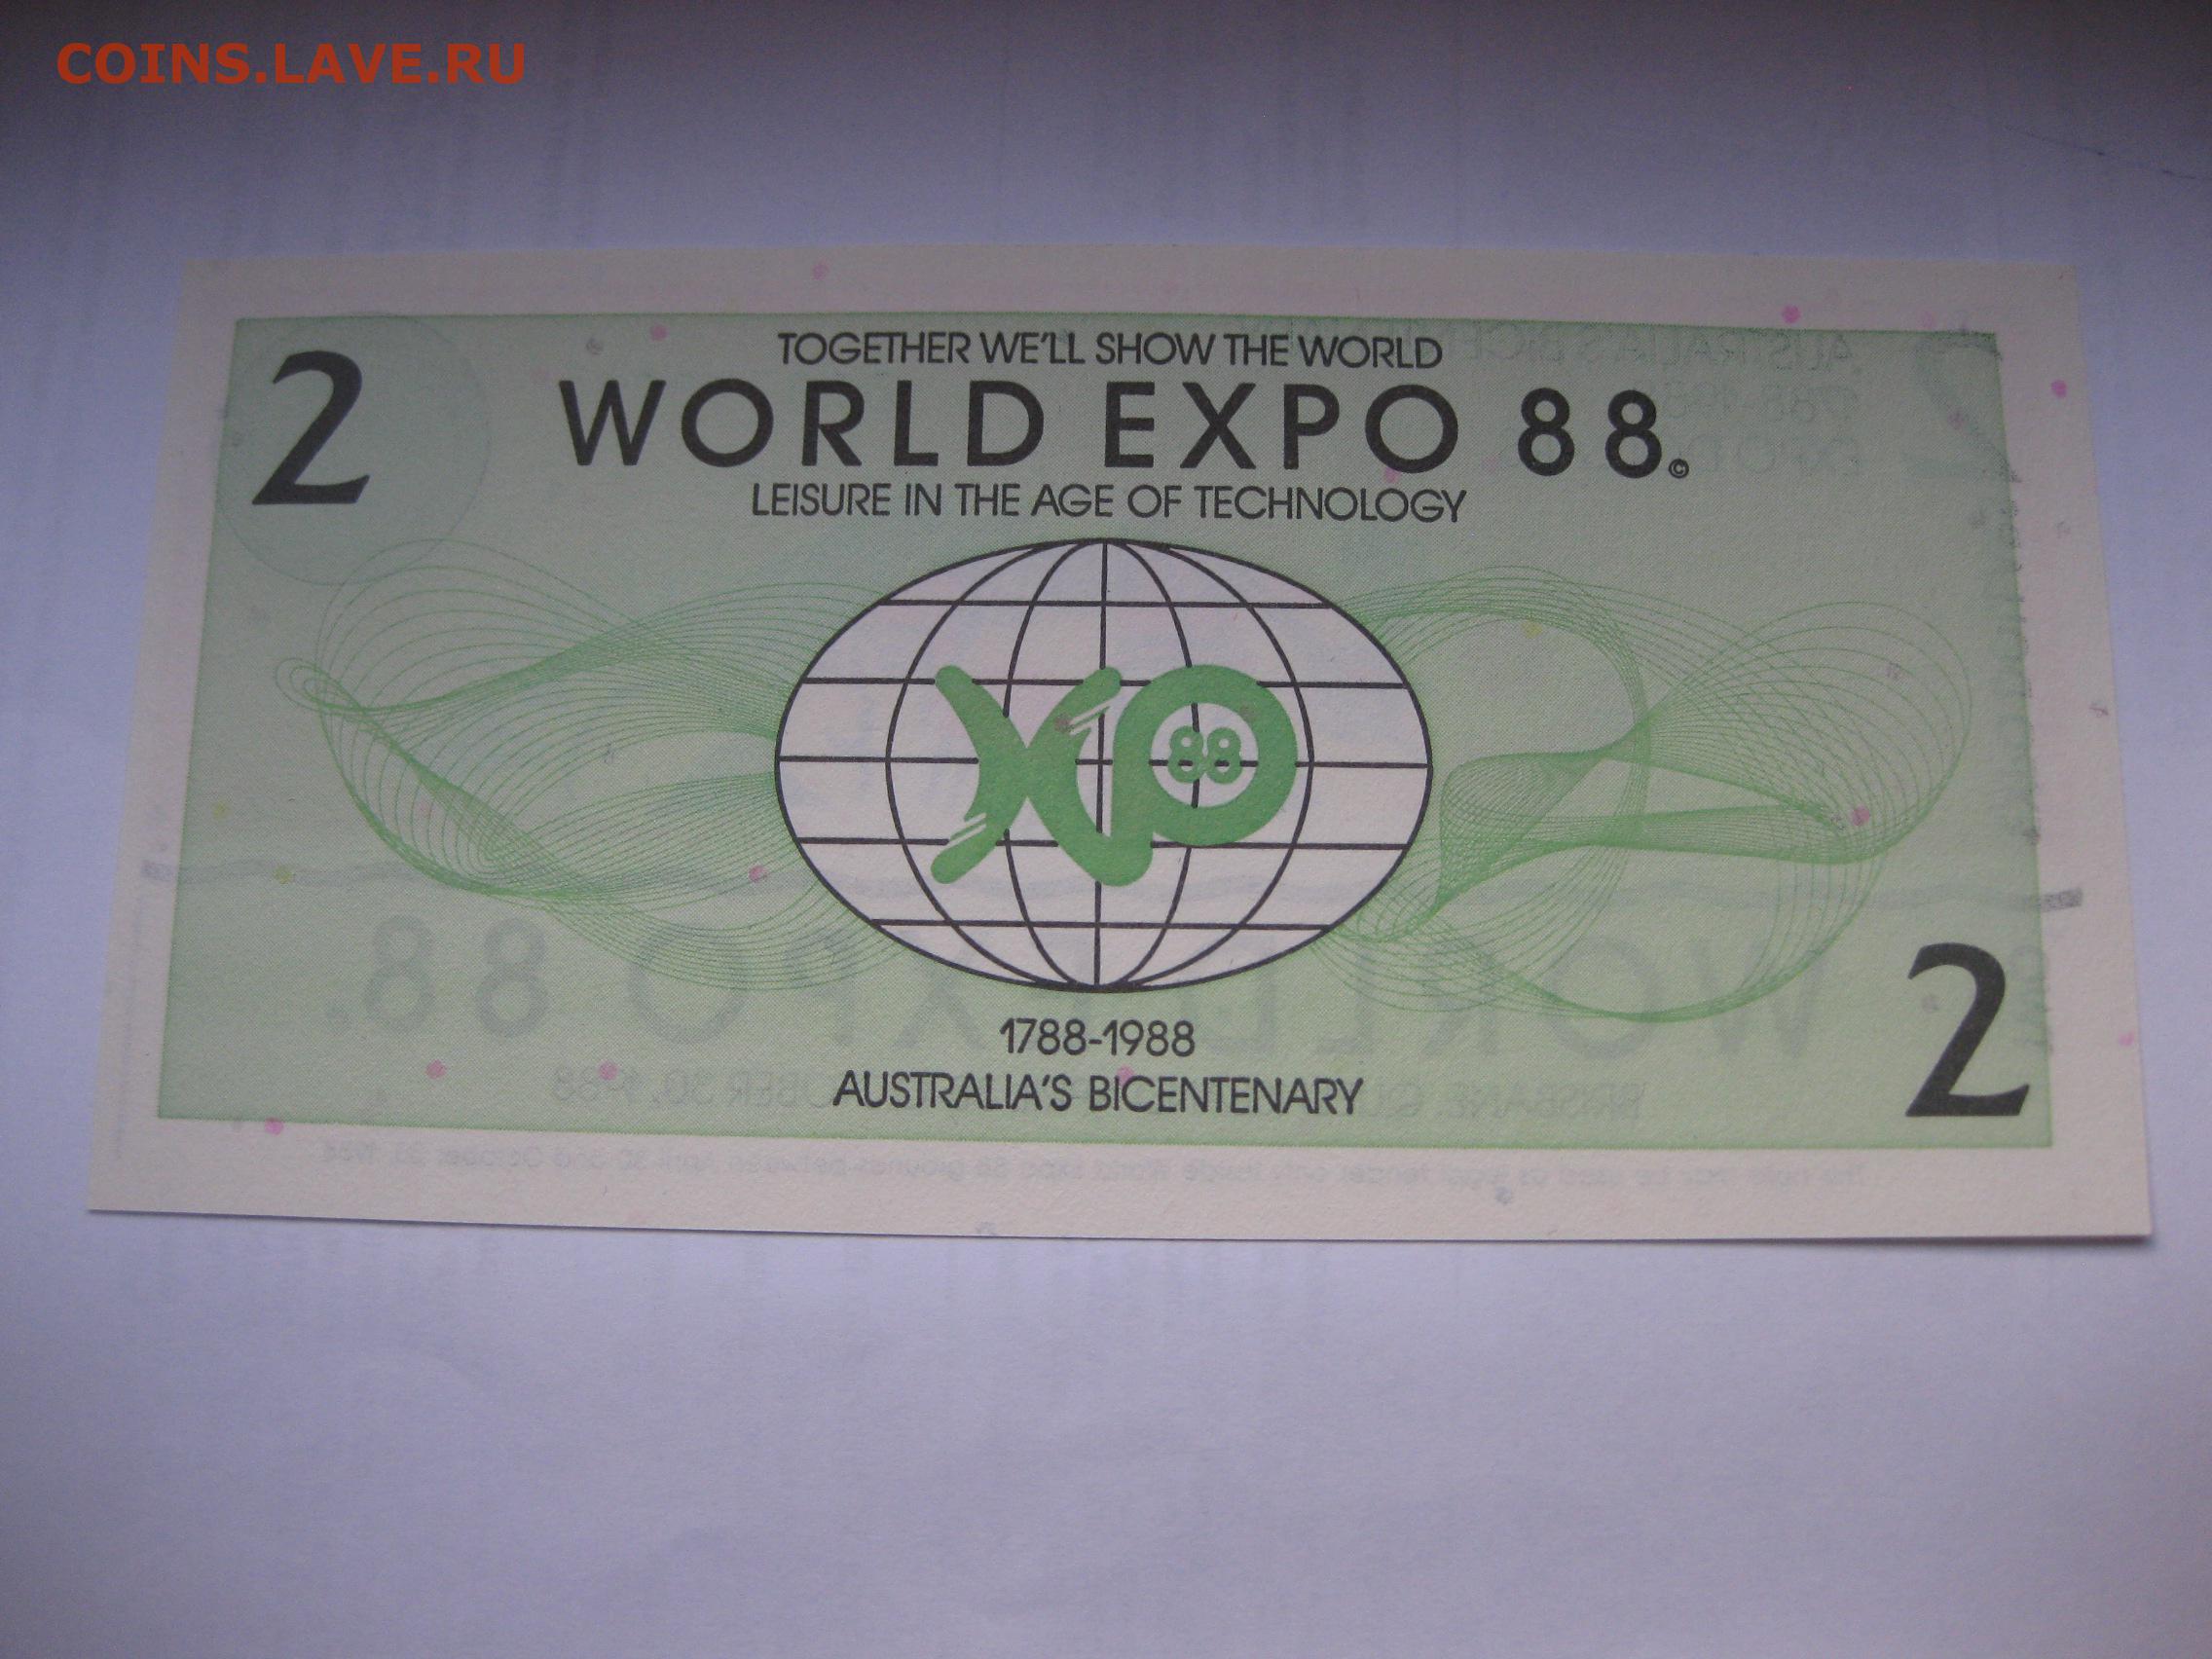 COINS.LAVE.RU
2
TOGETHER WE'LL SHOW THE WORLD
WORLD EXPO 88.©
LEISURE IN THE AGE OF TECHNOLOGY
XP 88
1788-1988
AUSTRALIA'S BICENTENARY
2